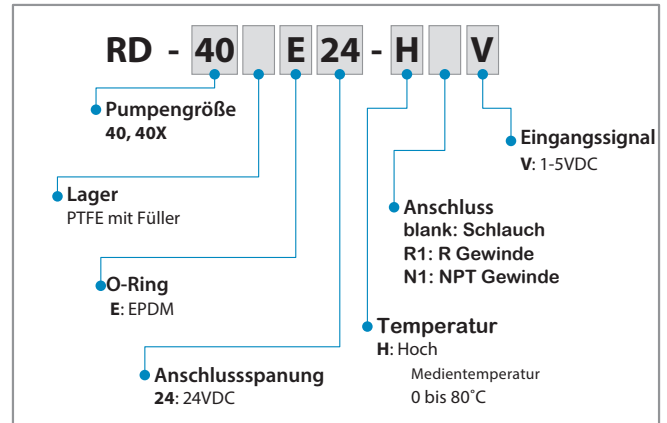 RD - 40 E 24 - H V
Pumpengröße
40, 40X
Eingangssignal
V: 1-5VDC
Lager
PTFE mit Füller
Anschluss
blank: Schlauch
R1: R Gewinde
N1: NPT Gewinde
O-Ring
E: EPDM
Temperatur
H: Hoch
Medientemperatur
0 bis 80˚C
Anschlussspanung
24: 24VDC